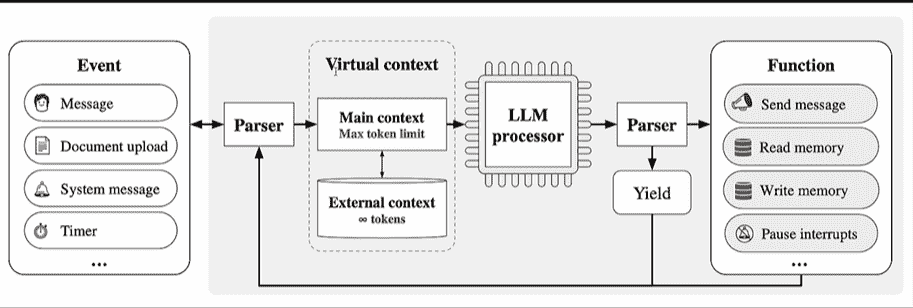 Event
Message
Document upload
System message
Timer
...
Parser
Virtual context
Main context
Max token limit
External context
∞ tokens
LLM
processor
Parser
Yield
Function
Send message
Read memory
Write memory
Pause interrupts
...